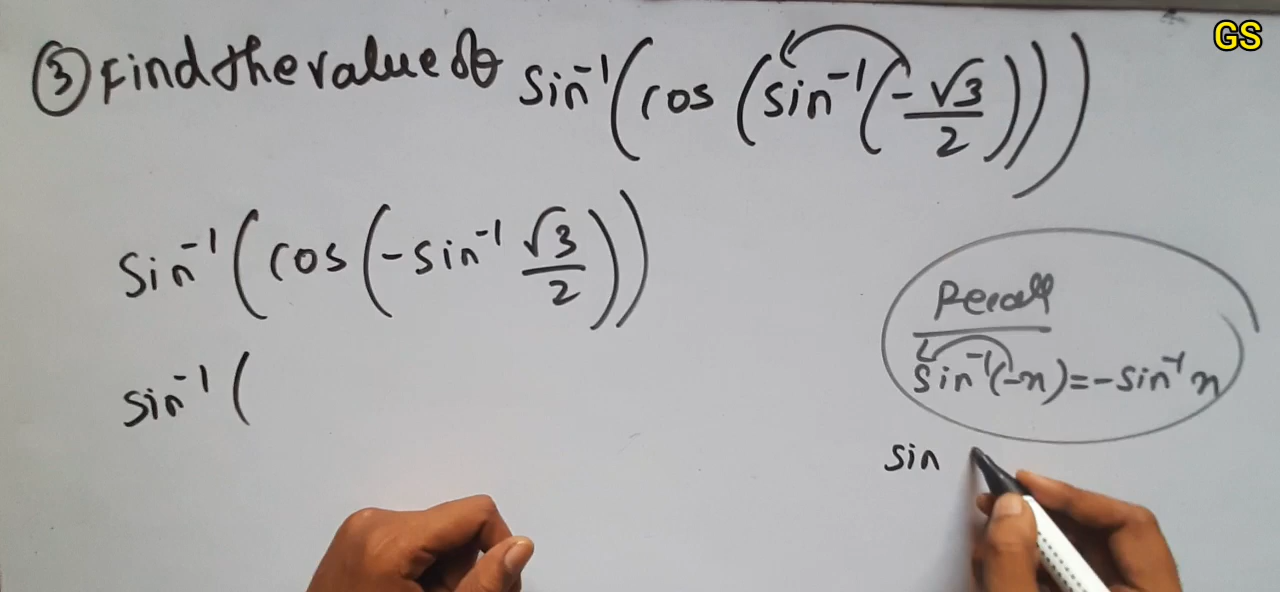 GS
③ Find the value of sin⁻¹(cos(sin⁻¹(-√3/2)))
sin⁻¹(cos(-sin⁻¹ √3/2))
Recall
sin⁻¹(-x)=-sin⁻¹ x
sin⁻¹(
sin